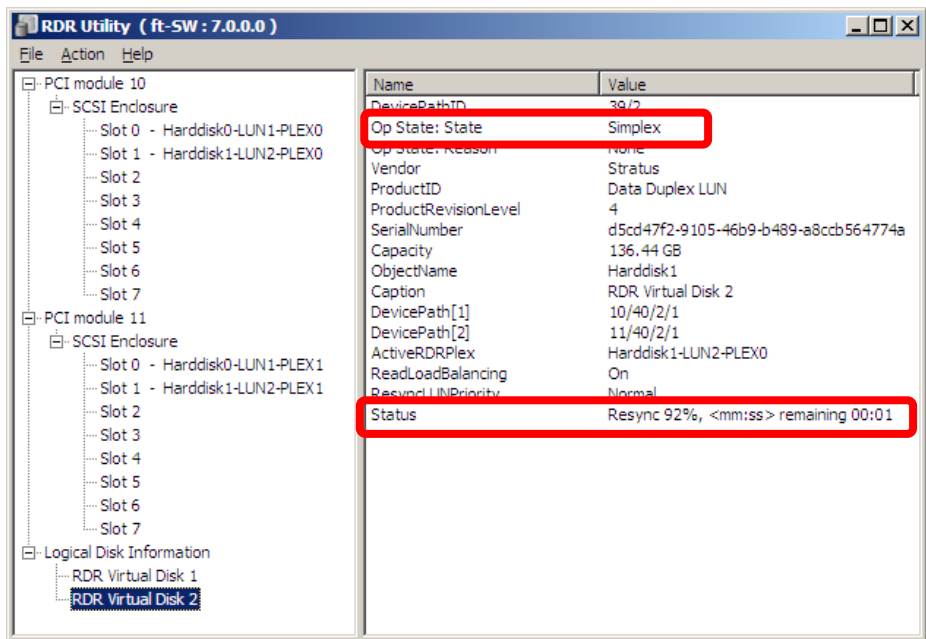 RDR Utility ( ft-SW : 7.0.0.0 )
File Action Help
PCI module 10
SCSI Enclosure
Slot 0 - Harddisk0-LUN1-PLEX0
Slot 1 - Harddisk1-LUN2-PLEX0
Slot 2
Slot 3
Slot 4
Slot 5
Slot 6
Slot 7
PCI module 11
SCSI Enclosure
Slot 0 - Harddisk0-LUN1-PLEX1
Slot 1 - Harddisk1-LUN2-PLEX1
Slot 2
Slot 3
Slot 4
Slot 5
Slot 6
Slot 7
Logical Disk Information
RDR Virtual Disk 1
RDR Virtual Disk 2
Name Value
DevicePathID 39/2
Op State: State Simplex
Op State: Reason None
Vendor Stratus
ProductID Data Duplex LUN
ProductRevisionLevel 4
SerialNumber d5cd47f2-9105-46b9-b489-a8ccb564774a
Capacity 136.44 GB
ObjectName Harddisk1
Caption RDR Virtual Disk 2
DevicePath[1] 10/40/2/1
DevicePath[2] 11/40/2/1
ActiveRDRPlex Harddisk1-LUN2-PLEX0
ReadLoadBalancing On
ResyncLUNPriority Normal
Status Resync 92%, <mm:ss> remaining 00:01